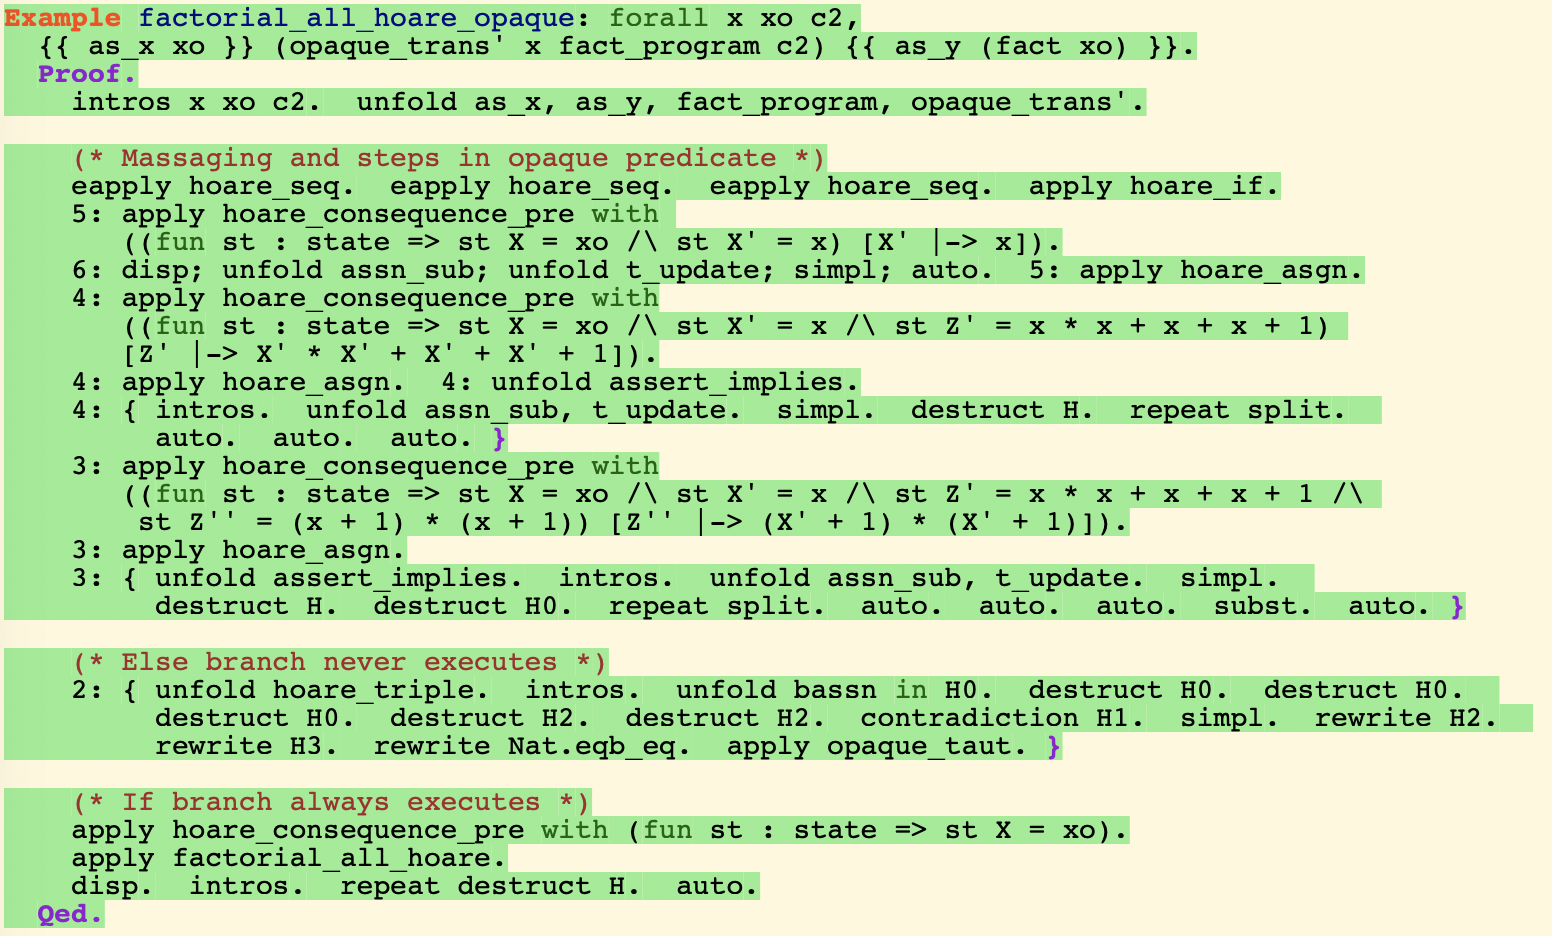 Example factorial_all_hoare_opaque: forall x xo c2,
{{ as_x xo }} (opaque_trans' x fact_program c2) {{ as_y (fact xo) }}.
Proof.
intros x xo c2.  unfold as_x, as_y, fact_program, opaque_trans'.
(* Massaging and steps in opaque predicate *)
eapply hoare_seq.  eapply hoare_seq.  eapply hoare_seq.  apply hoare_if.
5: apply hoare_consequence_pre with
((fun st : state => st X = xo /\ st X' = x) [X' |-> x]).
6: disp; unfold assn_sub; unfold t_update; simpl; auto.  5: apply hoare_asgn.
4: apply hoare_consequence_pre with
((fun st : state => st X = xo /\ st X' = x /\ st Z' = x * x + x + x + 1)
[Z' |-> X' * X' + X' + X' + 1]).
4: apply hoare_asgn.  4: unfold assert_implies.
4: { intros.  unfold assn_sub, t_update.  simpl.  destruct H.  repeat split.
auto.  auto.  auto. }
3: apply hoare_consequence_pre with
((fun st : state => st X = xo /\ st X' = x /\ st Z' = x * x + x + x + 1 /\
st Z'' = (x + 1) * (x + 1)) [Z'' |-> (X' + 1) * (X' + 1)]).
3: apply hoare_asgn.
3: { unfold assert_implies.  intros.  unfold assn_sub, t_update.  simpl.
destruct H.  destruct H0.  repeat split.  auto.  auto.  auto.  subst.  auto. }
(* Else branch never executes *)
2: { unfold hoare_triple.  intros.  unfold bassn in H0.  destruct H0.  destruct H0.
destruct H0.  destruct H2.  destruct H2.  contradiction H1.  simpl.  rewrite H2.
rewrite H3.  rewrite Nat.eqb_eq.  apply opaque_taut. }
(* If branch always executes *)
apply hoare_consequence_pre with (fun st : state => st X = xo).
apply factorial_all_hoare.
disp.  intros.  repeat destruct H.  auto.
Qed.